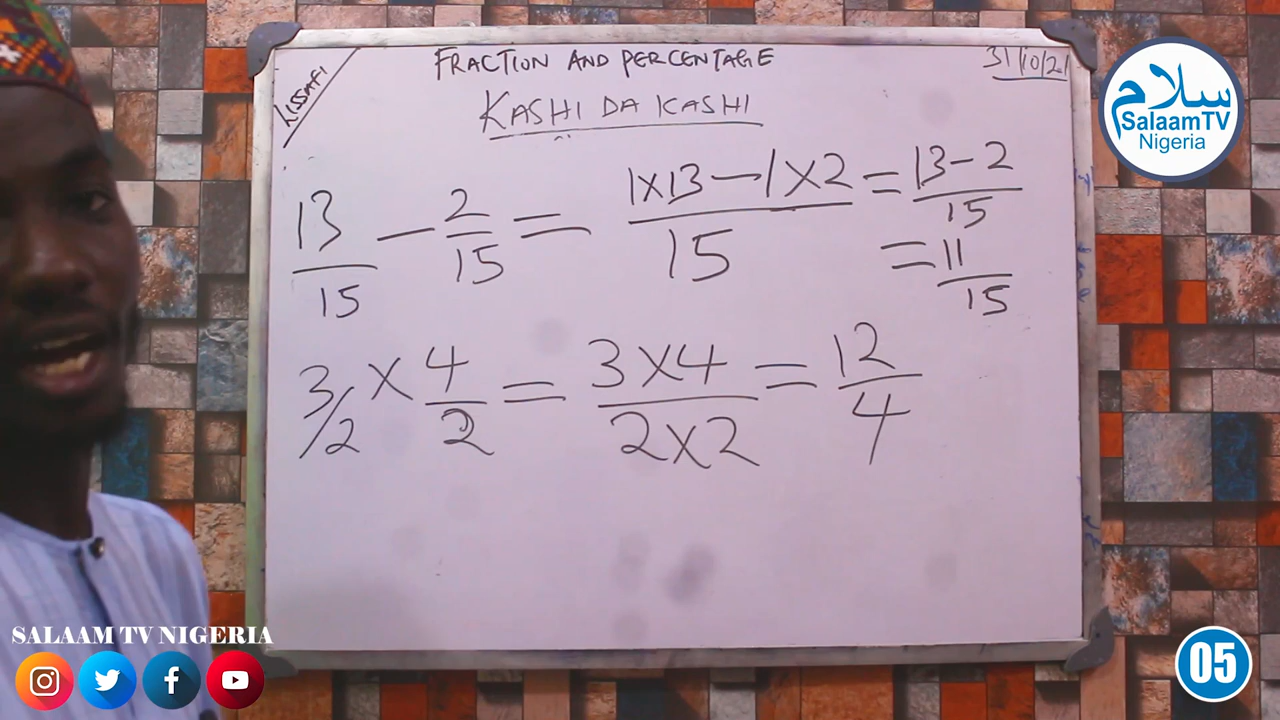 LISSAFI
FRACTION AND PERCENTAGE
31/10/21
KASHI DA KASHI
13/15 − 2/15 = 1×13−1×2/15 = 13−2/15
= 11/15
3/2 × 4/2 = 3×4/2×2 = 12/4
سلام
SalaamTV
Nigeria
SALAAM TV NIGERIA
05